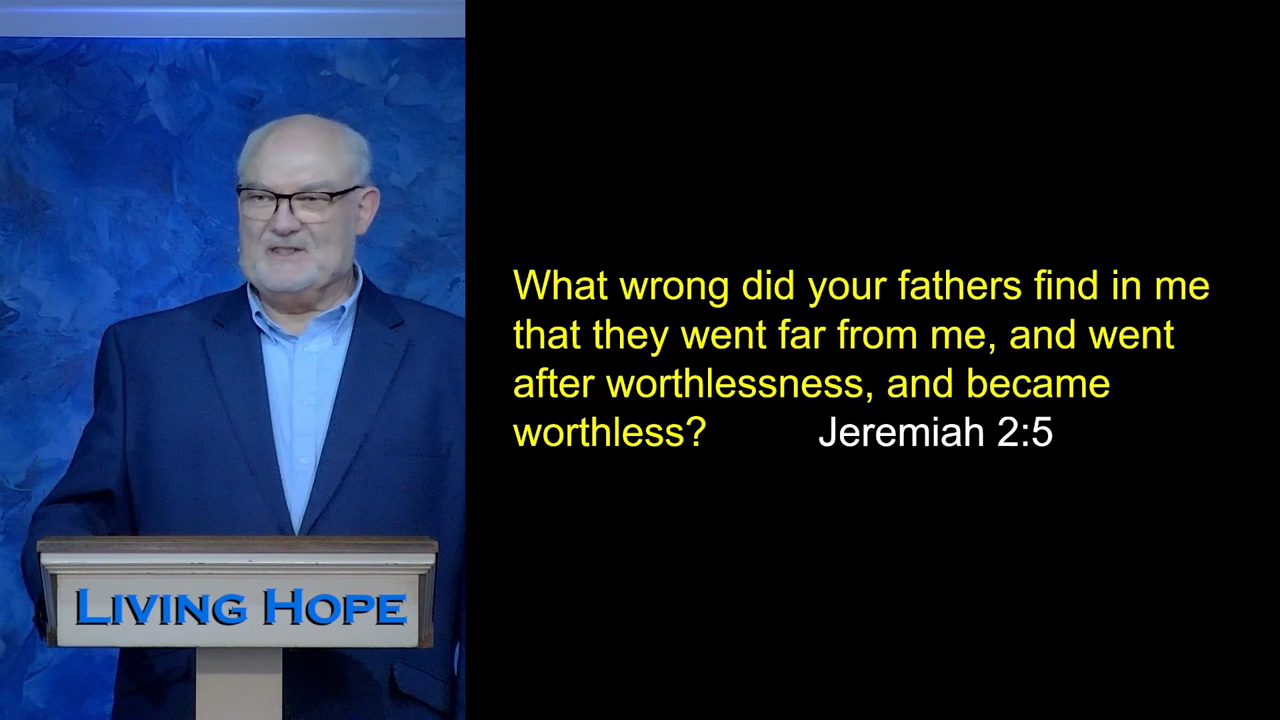 LIVING HOPE
What wrong did your fathers find in me
that they went far from me, and went
after worthlessness, and became
worthless? Jeremiah 2:5